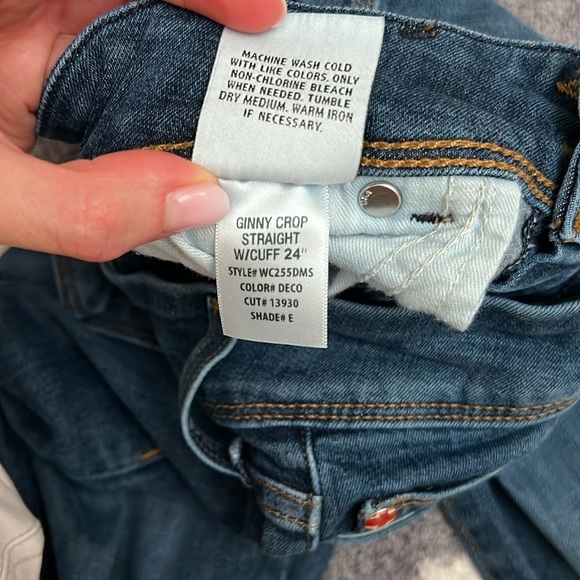 MACHINE WASH COLD
WITH LIKE COLORS. ONLY
NON-CHLORINE BLEACH
WHEN NEEDED. TUMBLE
DRY MEDIUM. WARM IRON
IF NECESSARY.
GINNY CROP
STRAIGHT
W/CUFF 24"
STYLE# WC255DMS
COLOR# DECO
CUT# 13930
SHADE# E